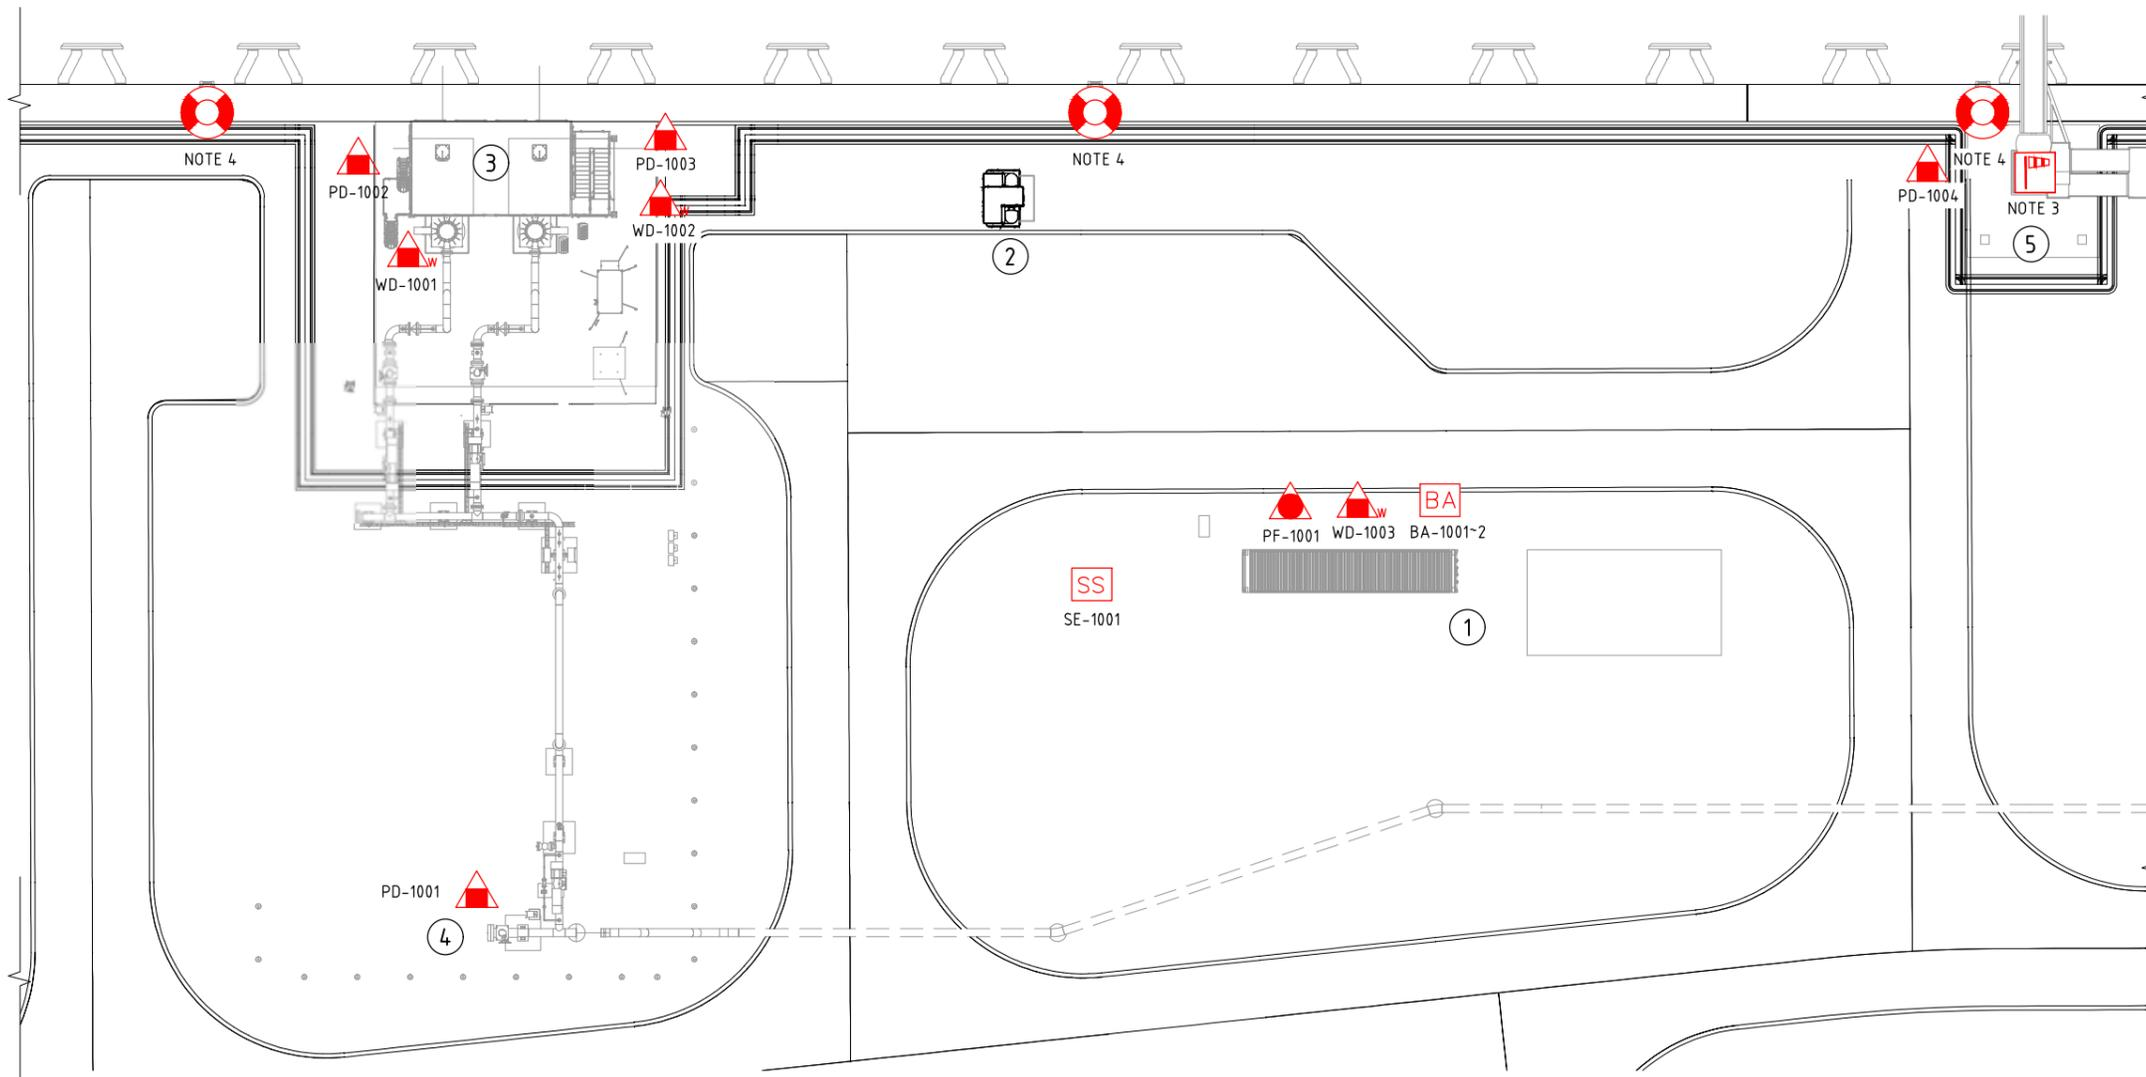 NOTE 4
PD-1002
3
PD-1003
NOTE 4
NOTE 4
PD-1004
W
WD-1002
NOTE 3
W
WD-1001
2
5
BA
W
PF-1001
WD-1003
BA-1001~2
SS
SE-1001
1
PD-1001
4